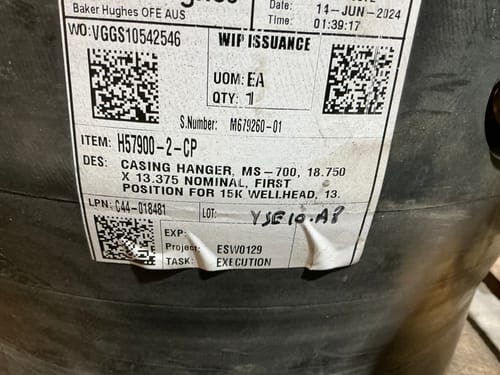 Baker Hughes OFE AUS
Date: 14-JUN-2024
Time: 01:39:17
WO:VGGS10542546
WIP ISSUANCE
UOM: EA
QTY: 1
S.Number: M679260-01
ITEM: H57900-2-CP
DES: CASING HANGER, MS-700, 18.750
X 13.375 NOMINAL, FIRST
POSITION FOR 15K WELLHEAD, 13.
LPN: C44-018481
LOT:
EXP:
Project: ESW0129
TASK: EXECUTION